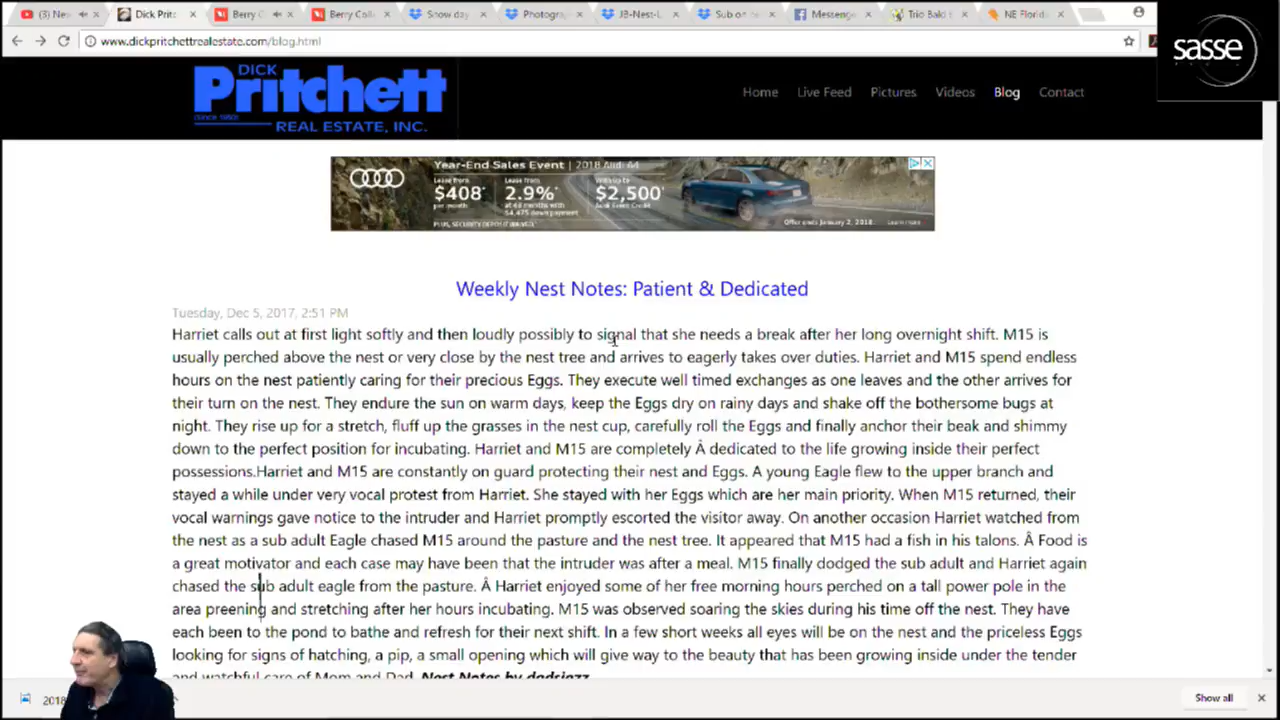 (3) Ne
Dick Pritc
Berry C
Berry Colle
Snow day
Photogra
JB-Nest-L
Sub on
Messenge
Trio Bald E
NE Florid
www.dickpritchettrealestate.com/blog.html
sasse
DICK
Pritchett
REAL ESTATE, INC.
Home Live Feed Pictures Videos Blog Contact
Year-End Sales Event | 2018 Audi
Lease from Lease from With up to
$408* 2.9%* $2,500*
per month
PLUS, SECURITY DEPOSIT WAIVED
Offer ends January 2, 2018. Learn more
Weekly Nest Notes: Patient & Dedicated
Tuesday, Dec 5, 2017, 2:51 PM
Harriet calls out at first light softly and then loudly possibly to signal that she needs a break after her long overnight shift. M15 is
usually perched above the nest or very close by the nest tree and arrives to eagerly takes over duties. Harriet and M15 spend endless
hours on the nest patiently caring for their precious Eggs. They execute well timed exchanges as one leaves and the other arrives for
their turn on the nest. They endure the sun on warm days, keep the Eggs dry on rainy days and shake off the bothersome bugs at
night. They rise up for a stretch, fluff up the grasses in the nest cup, carefully roll the Eggs and finally anchor their beak and shimmy
down to the perfect position for incubating. Harriet and M15 are completely Â dedicated to the life growing inside their perfect
possessions.Harriet and M15 are constantly on guard protecting their nest and Eggs. A young Eagle flew to the upper branch and
stayed a while under very vocal protest from Harriet. She stayed with her Eggs which are her main priority. When M15 returned, their
vocal warnings gave notice to the intruder and Harriet promptly escorted the visitor away. On another occasion Harriet watched from
the nest as a sub adult Eagle chased M15 around the pasture and the nest tree. It appeared that M15 had a fish in his talons. Â Food is
a great motivator and each case may have been that the intruder was after a meal. M15 finally dodged the sub adult and Harriet again
chased the sub adult eagle from the pasture. Â Harriet enjoyed some of her free morning hours perched on a tall power pole in the
area preening and stretching after her hours incubating. M15 was observed soaring the skies during his time off the nest. They have
each been to the pond to bathe and refresh for their next shift. In a few short weeks all eyes will be on the nest and the priceless Eggs
looking for signs of hatching, a pip, a small opening which will give way to the beauty that has been growing inside under the tender
and watchful care of Mom and Dad. Nest Notes by dadsjazz
2018
Show all